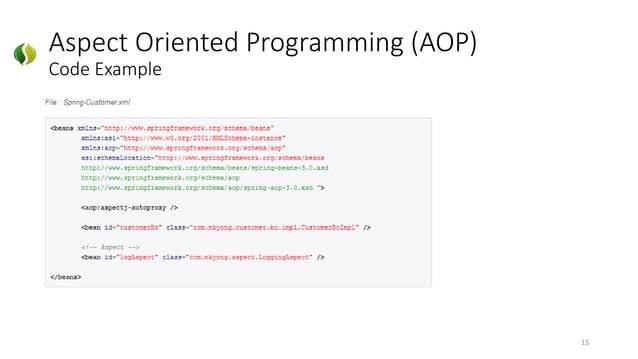 Aspect Oriented Programming (AOP)
Code Example
File : Spring-Customer.xml
<beans xmlns="http://www.springframework.org/schema/beans"
xmlns:xsi="http://www.w3.org/2001/XMLSchema-instance"
xmlns:aop="http://www.springframework.org/schema/aop"
xsi:schemaLocation="http://www.springframework.org/schema/beans
http://www.springframework.org/schema/beans/spring-beans-3.0.xsd
http://www.springframework.org/schema/aop
http://www.springframework.org/schema/aop/spring-aop-3.0.xsd ">
<aop:aspectj-autoproxy />
<bean id="customerBo" class="com.mkyong.customer.bo.impl.CustomerBoImpl" />
<!-- Aspect -->
<bean id="logAspect" class="com.mkyong.aspect.LoggingAspect" />
</beans>
15